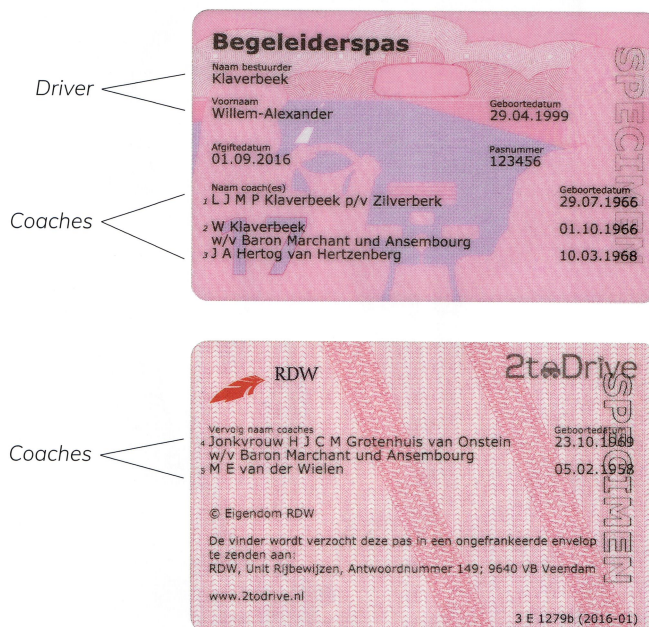 Begeleiderspas
Naam bestuurder
Klaverbeek
Driver
Voornaam
Willem-Alexander
Geboortedatum
29.04.1999
Afgiftedatum
01.09.2016
Pasnummer
123456
Naam coach(es)
Geboortedatum
1 L J M P Klaverbeek p/v Zilverberk 29.07.1966
Coaches
2 W Klaverbeek 01.10.1966
w/v Baron Marchant und Ansembourg
3 J A Hertog van Hertzenberg 10.03.1968
17
SPECIMEN
RDW
2toDrive
Vervolg naam coaches
Geboortedatum
4 Jonkvrouw H J C M Grotenhuis van Onstein 23.10.1969
w/v Baron Marchant und Ansembourg
Coaches
5 M E van der Wielen 05.02.1958
© Eigendom RDW
De vinder wordt verzocht deze pas in een ongefrankeerde envelop
te zenden aan:
RDW, Unit Rijbewijzen, Antwoordnummer 149; 9640 VB Veendam
www.2todrive.nl
3 E 1279b (2016-01)
SPECIMEN